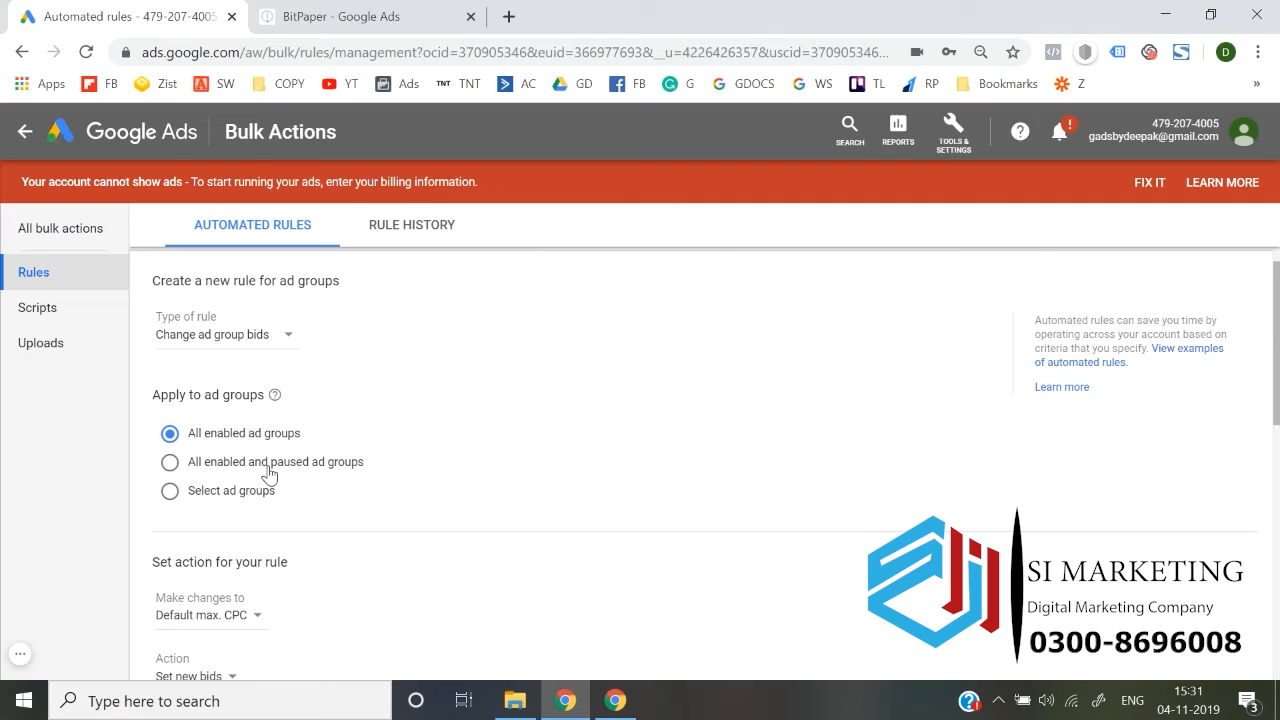 Automated rules - 479-207-4005
BitPaper - Google Ads
ads.google.com/aw/bulk/rules/management?ocid=370905346&euid=366977693&__u=4226426357&uscid=370905346...
D
Apps
FB
Zist
SW
COPY
YT
Ads
TNT TNT
AC
GD
FB
G
GDOCS
WS
TL
RP
Bookmarks
Z
»
Google Ads
Bulk Actions
SEARCH
REPORTS
TOOLS &
SETTINGS
479-207-4005
gadsbydeepak@gmail.com
Your account cannot show ads - To start running your ads, enter your billing information.
FIX IT
LEARN MORE
All bulk actions
Rules
Scripts
Uploads
AUTOMATED RULES
RULE HISTORY
Create a new rule for ad groups
Type of rule
Change ad group bids
Automated rules can save you time by
operating across your account based on
criteria that you specify. View examples
of automated rules.
Learn more
Apply to ad groups
All enabled ad groups
All enabled and paused ad groups
Select ad groups
Set action for your rule
Make changes to
Default max. CPC
Action
Set new bids
SI MARKETING
Digital Marketing Company
0300-8696008
Type here to search
ENG
15:31
04-11-2019
3